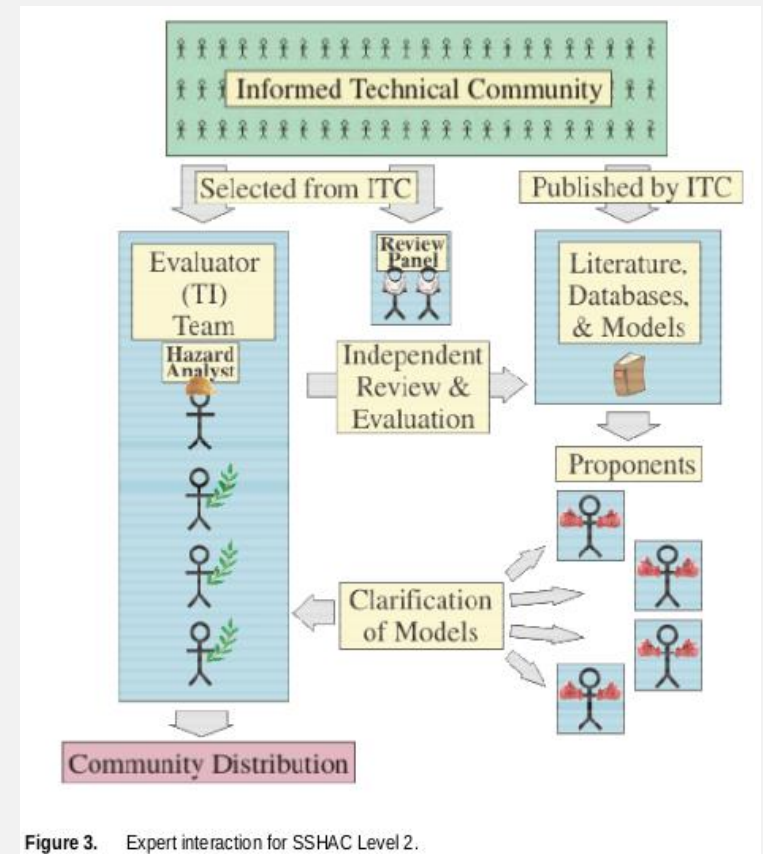 Informed Technical Community
Selected from ITC
Published by ITC
Evaluator
(TI)
Team
Hazard
Analyst
Review
Panel
Literature,
Databases,
& Models
Independent
Review &
Evaluation
Proponents
Clarification
of Models
Community Distribution
Figure 3. Expert interaction for SSHAC Level 2.